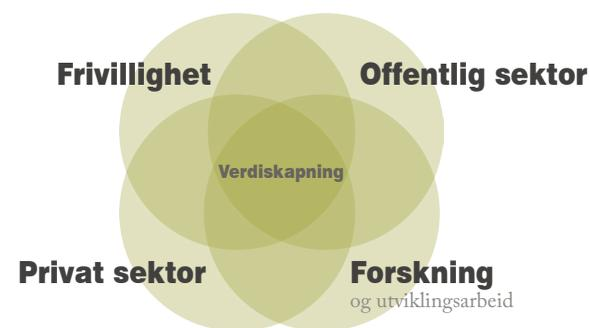 Frivillighet
Offentlig sektor
Verdiskapning
Privat sektor
Forskning
og utviklingsarbeid